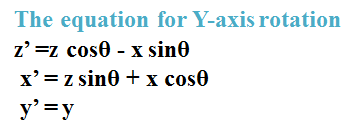 The equation for Y-axis rotation
z’ =z cosθ - x sinθ
x’ = z sinθ + x cosθ
y’ = y